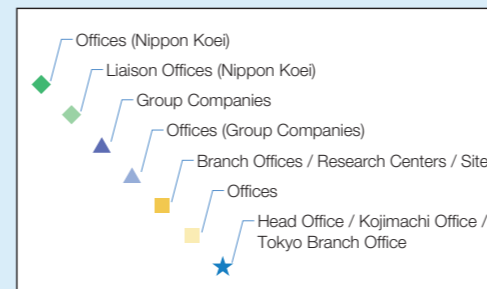 Offices (Nippon Koei)
Liaison Offices (Nippon Koei)
Group Companies
Offices (Group Companies)
Branch Offices / Research Centers / Site
Offices
Head Office / Kojimachi Office /
Tokyo Branch Office